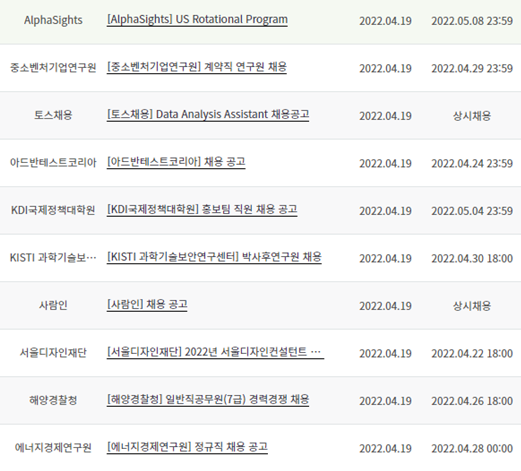 AlphaSights [AlphaSights] US Rotational Program 2022.04.19 2022.05.08 23:59
중소벤처기업연구원 [중소벤처기업연구원] 계약직 연구원 채용 2022.04.19 2022.04.29 23:59
토스채용 [토스채용] Data Analysis Assistant 채용공고 2022.04.19 상시채용
아드반테스트코리아 [아드반테스트코리아] 채용 공고 2022.04.19 2022.04.24 23:59
KDI국제정책대학원 [KDI국제정책대학원] 홍보팀 직원 채용 공고 2022.04.19 2022.05.04 23:59
KISTI 과학기술보… [KISTI 과학기술보안연구센터] 박사후연구원 채용 2022.04.19 2022.04.30 18:00
사람인 [사람인] 채용 공고 2022.04.19 상시채용
서울디자인재단 [서울디자인재단] 2022년 서울디자인컨설턴트 … 2022.04.19 2022.04.22 18:00
해양경찰청 [해양경찰청] 일반직공무원(7급) 경력경쟁 채용 2022.04.19 2022.04.26 18:00
에너지경제연구원 [에너지경제연구원] 정규직 채용 공고 2022.04.19 2022.04.28 00:00